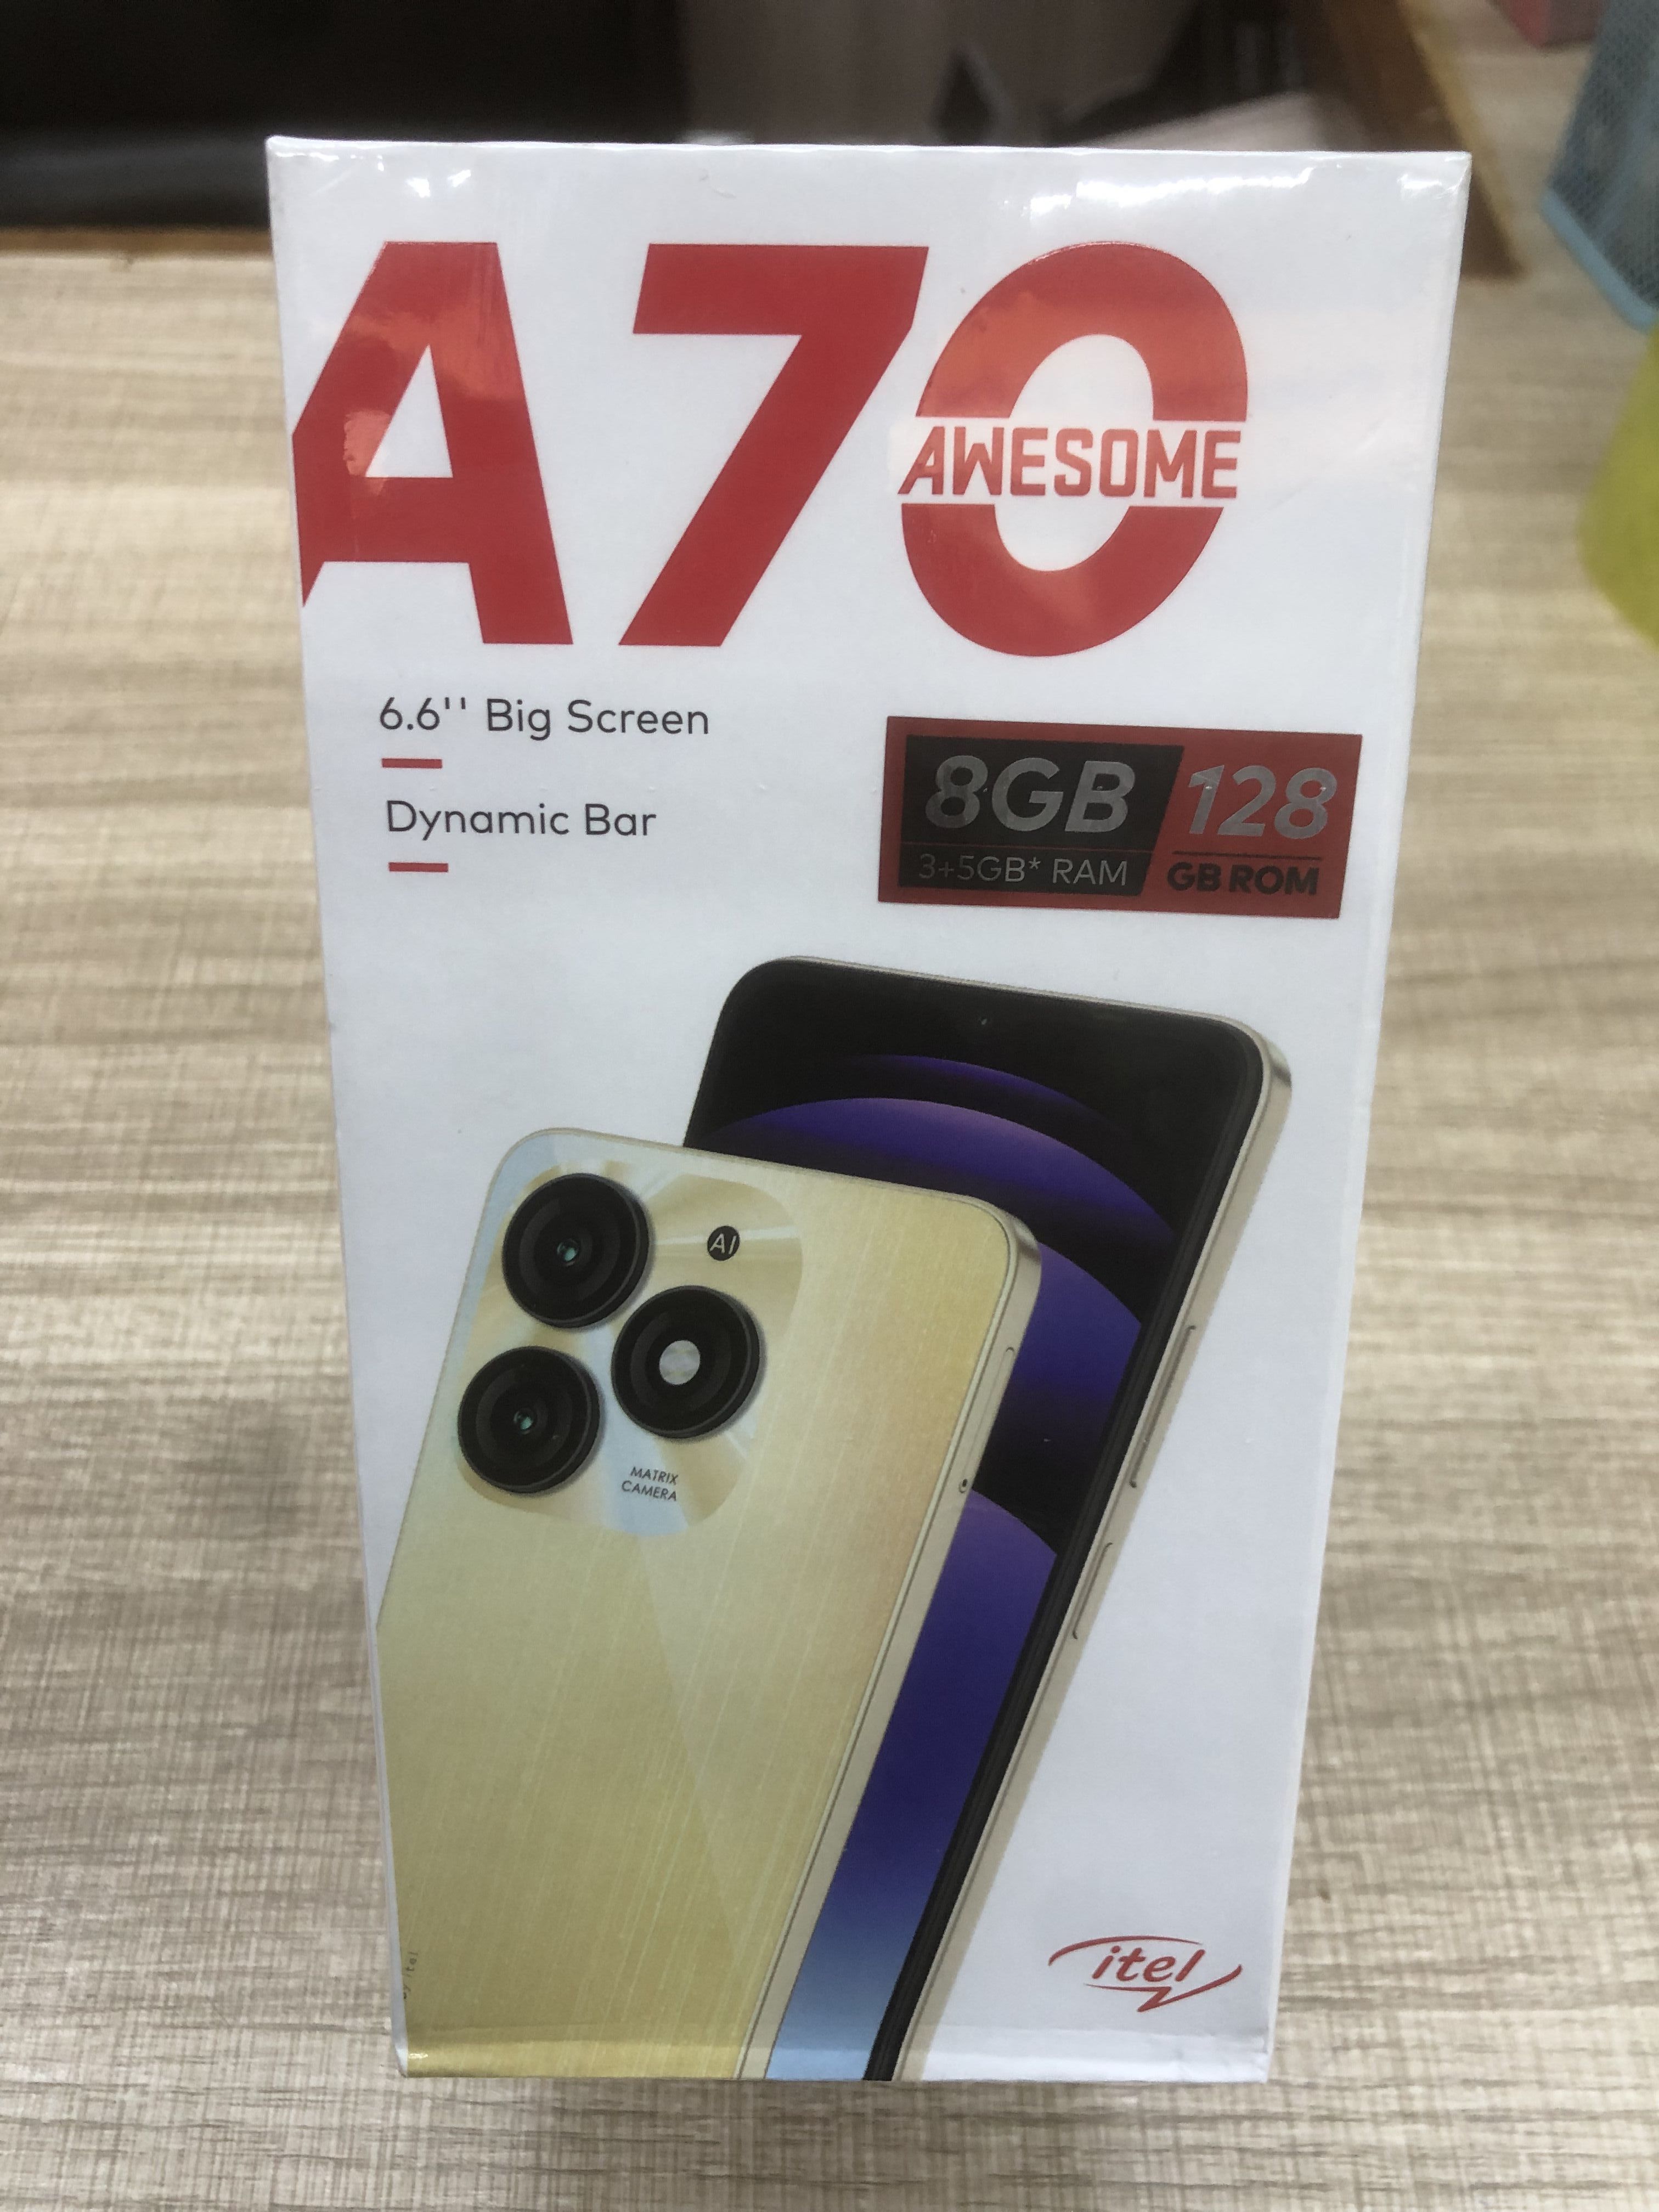 A70
AWESOME
6.6'' Big Screen
Dynamic Bar
8GB
3+5GB* RAM
128
GB ROM
AI
MATRIX
CAMERA
itel
itel